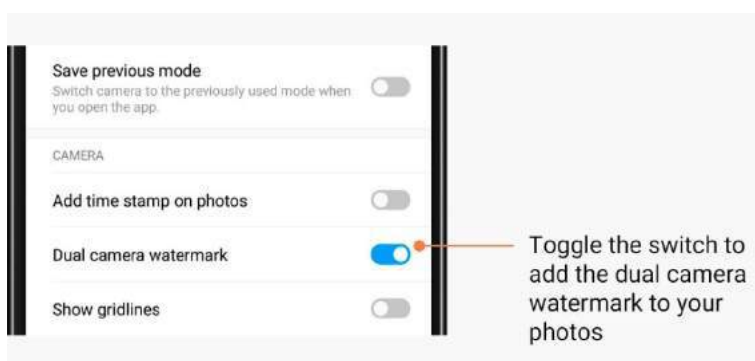 Save previous mode
Switch camera to the previously used mode when
you open the app.
CAMERA
Add time stamp on photos
Dual camera watermark
Show gridlines
Toggle the switch to
add the dual camera
watermark to your
photos